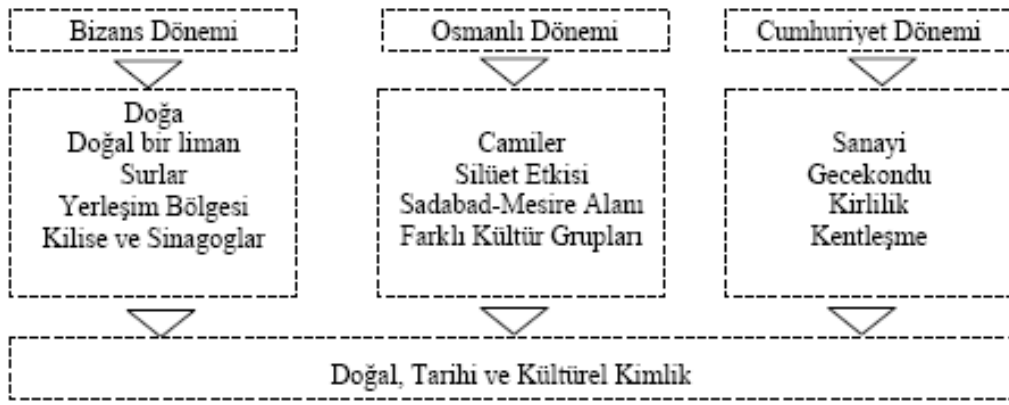 Bizans Dönemi
Osmanlı Dönemi
Cumhuriyet Dönemi
Doğa
Doğal bir liman
Surlar
Yerleşim Bölgesi
Kilise ve Sinagoglar
Camiler
Silüet Etkisi
Sadabad-Mesire Alanı
Farklı Kültür Grupları
Sanayi
Gecekondu
Kirlilik
Kentleşme
Doğal, Tarihi ve Kültürel Kimlik